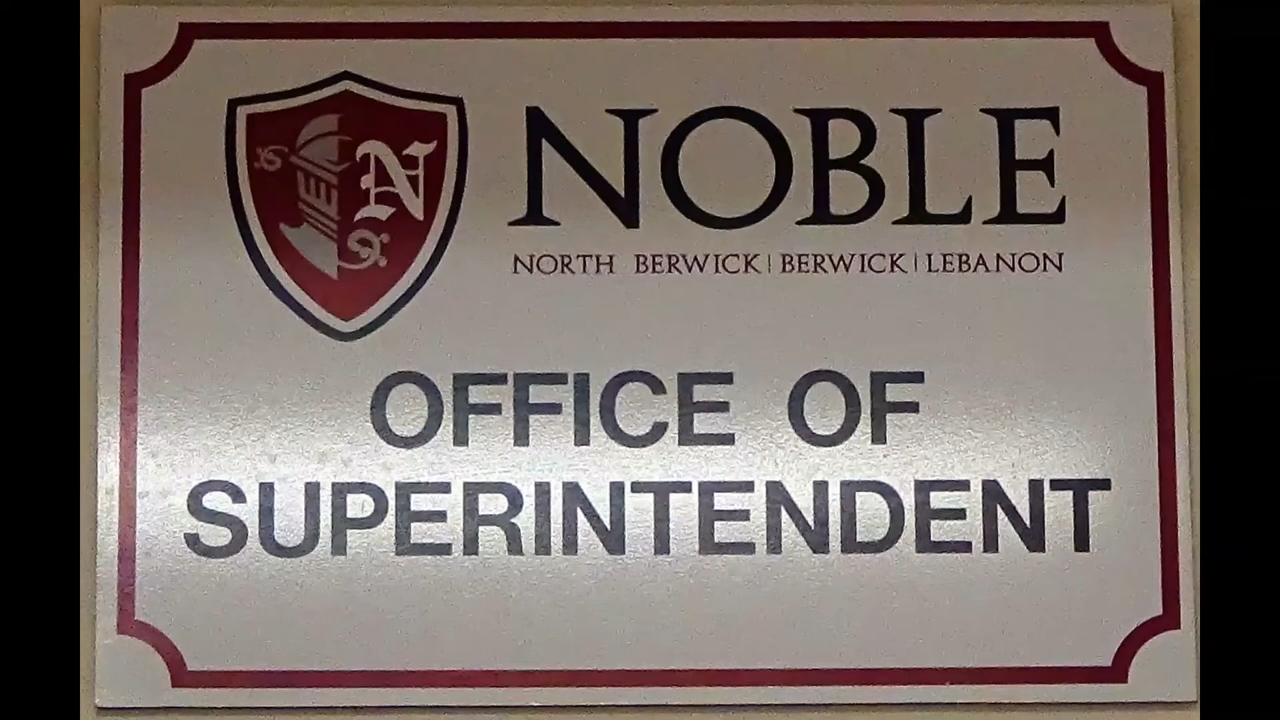 N
NOBLE
NORTH BERWICK | BERWICK | LEBANON
OFFICE OF
SUPERINTENDENT